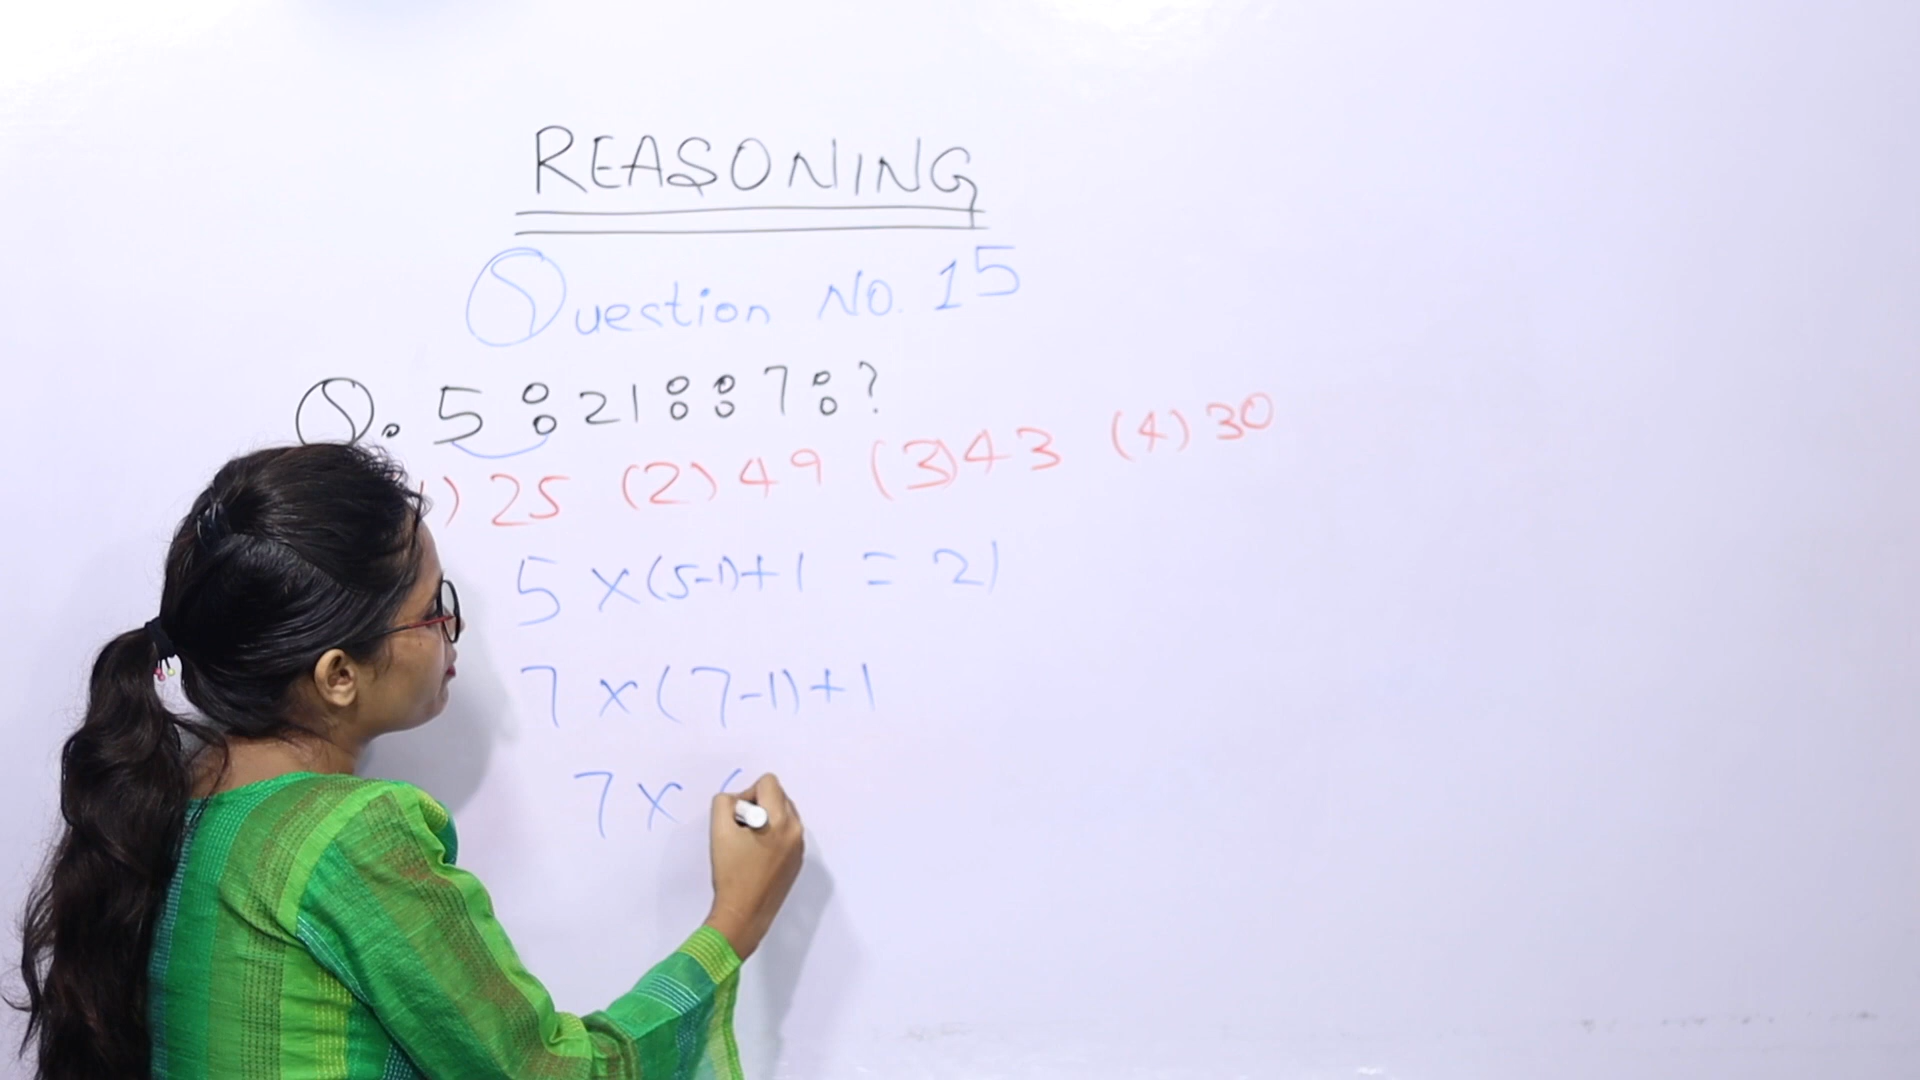 REASONING
Question No. 15
Q. 5 : 21 :: 7 : ?
) 25 (2) 49 (3) 43 (4) 30
5 × (5-1) + 1 = 21
7 × (7-1) + 1
7 × (